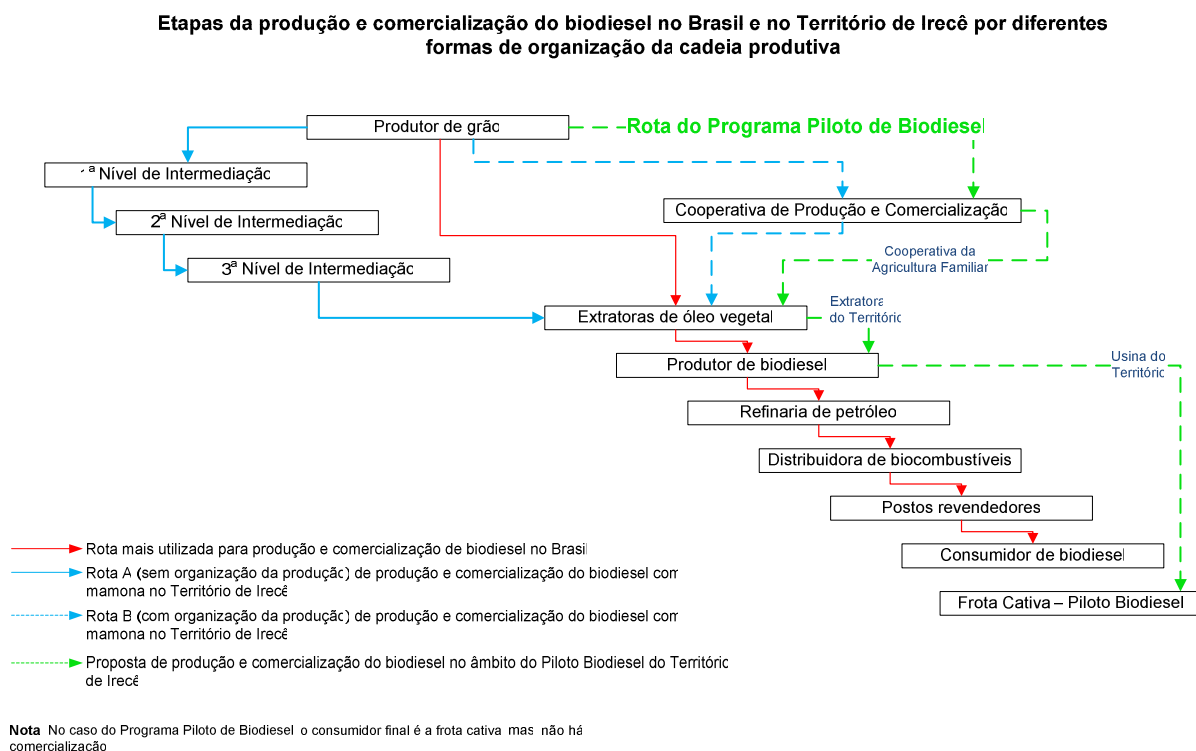 Etapas da produção e comercialização do biodiesel no Brasil e no Território de Irecê por diferentes
formas de organização da cadeia produtiva
Produtor de grão
Rota do Programa Piloto de Biodiesel
1ª Nível de Intermediação
2ª Nível de Intermediação
Cooperativa de Produção e Comercialização
3ª Nível de Intermediação
Cooperativa da
Agricultura Familiar
Extratoras de óleo vegetal
Extratora
do Território
Produtor de biodiesel
Usina do
Território
Refinaria de petróleo
Distribuidora de biocombustíveis
Postos revendedores
Consumidor de biodiesel
Frota Cativa – Piloto Biodiesel
Rota mais utilizada para produção e comercialização de biodiesel no Brasil
Rota A (sem organização da produção) de produção e comercialização do biodiesel com
mamona no Território de Irecê
Rota B (com organização da produção) de produção e comercialização do biodiesel com
mamona no Território de Irecê
Proposta de produção e comercialização do biodiesel no âmbito do Piloto Biodiesel do Território
de Irecê
Nota No caso do Programa Piloto de Biodiesel o consumidor final é a frota cativa mas não há
comercialização